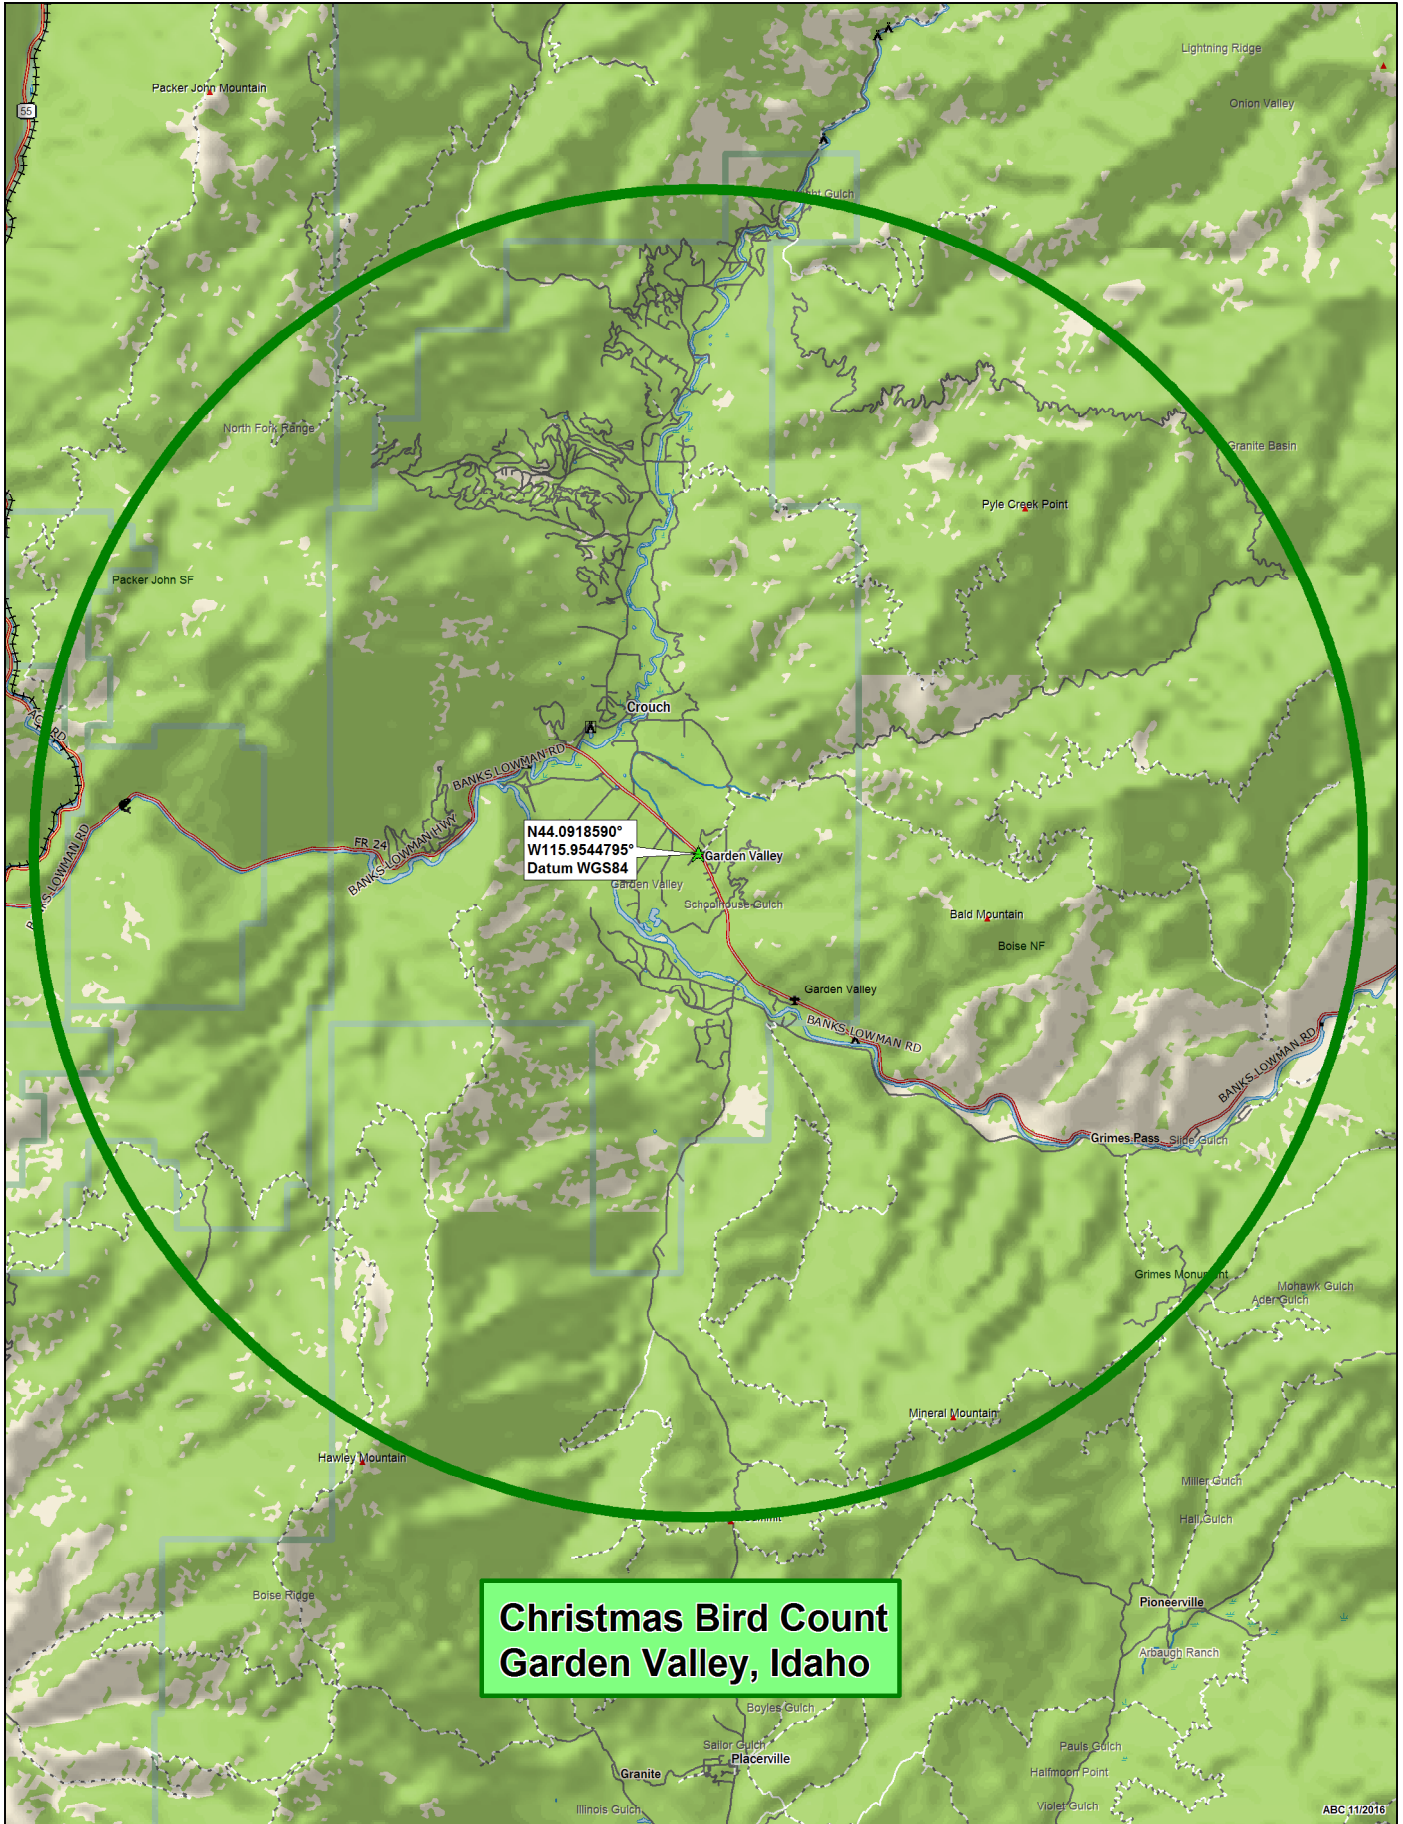 Lightning Ridge
Packer John Mountain
Onion Valley
55
Gulch
North Fork Range
Granite Basin
Pyle Creek Point
Packer John SF
Crouch
RD
BANKS LOWMAN RD
BANKS LOWMAN HWY
FR 24
LOWMAN RD
N44.0918590°
W115.9544795°
Datum WGS84
Garden Valley
Garden Valley
Schoolhouse Gulch
Bald Mountain
Boise NF
Garden Valley
BANKS LOWMAN RD
BANKS LOWMAN RD
Grimes Pass
Slide Gulch
Grimes Monument
Mohawk Gulch
Ader Gulch
Mineral Mountain
Hawley Mountain
Miller Gulch
Hall Gulch
Boise Ridge
Christmas Bird Count
Garden Valley, Idaho
Pioneerville
Arbaugh Ranch
Boyles Gulch
Sailor Gulch
Placerville
Granite
Pauls Gulch
Halfmoon Point
Illinois Gulch
Violet Gulch
ABC 11/2016